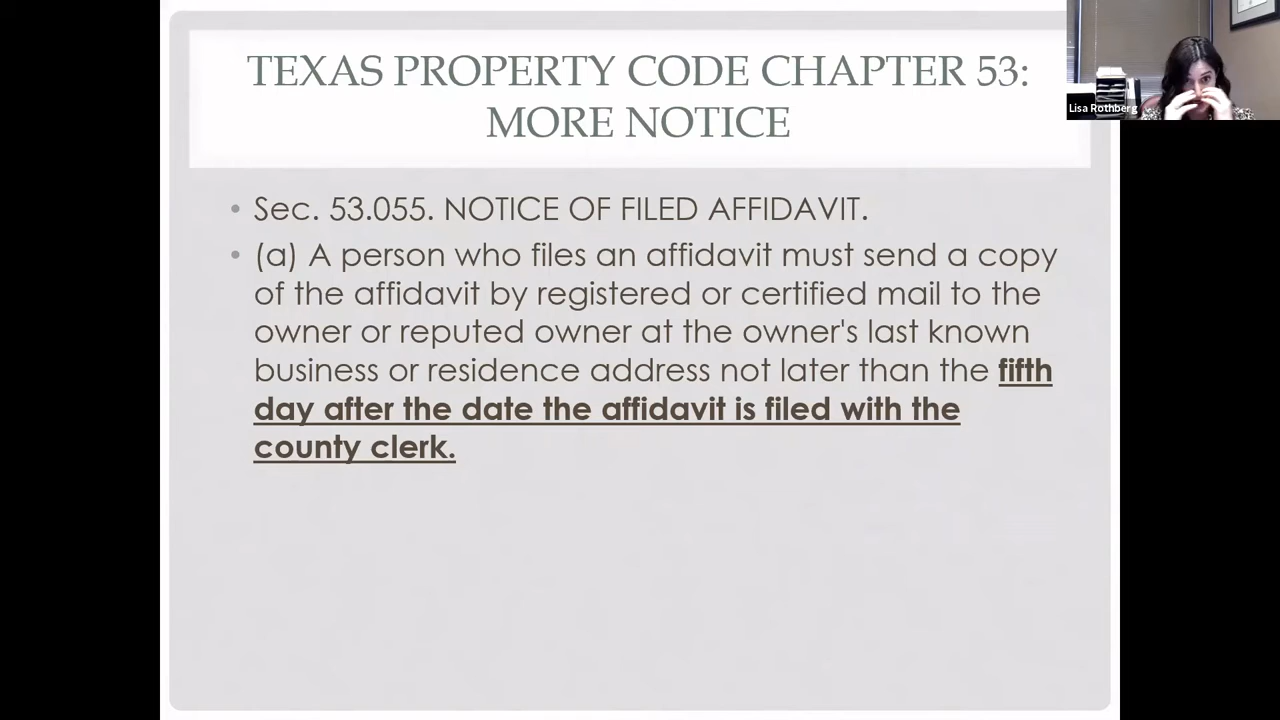 TEXAS PROPERTY CODE CHAPTER 53:
MORE NOTICE
Lisa Rothberg
• Sec. 53.055. NOTICE OF FILED AFFIDAVIT.
• (a) A person who files an affidavit must send a copy
of the affidavit by registered or certified mail to the
owner or reputed owner at the owner's last known
business or residence address not later than the fifth
day after the date the affidavit is filed with the
county clerk.